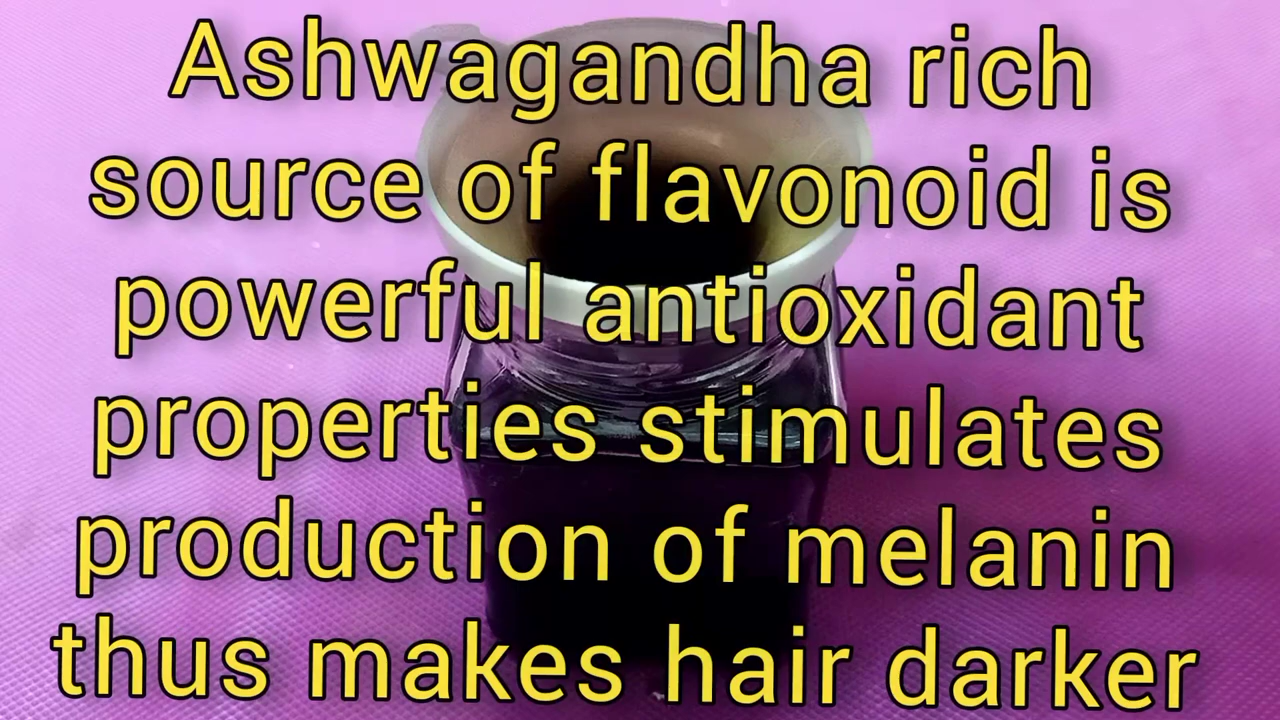 Ashwagandha rich
source of flavonoid is
powerful antioxidant
properties stimulates
production of melanin
thus makes hair darker